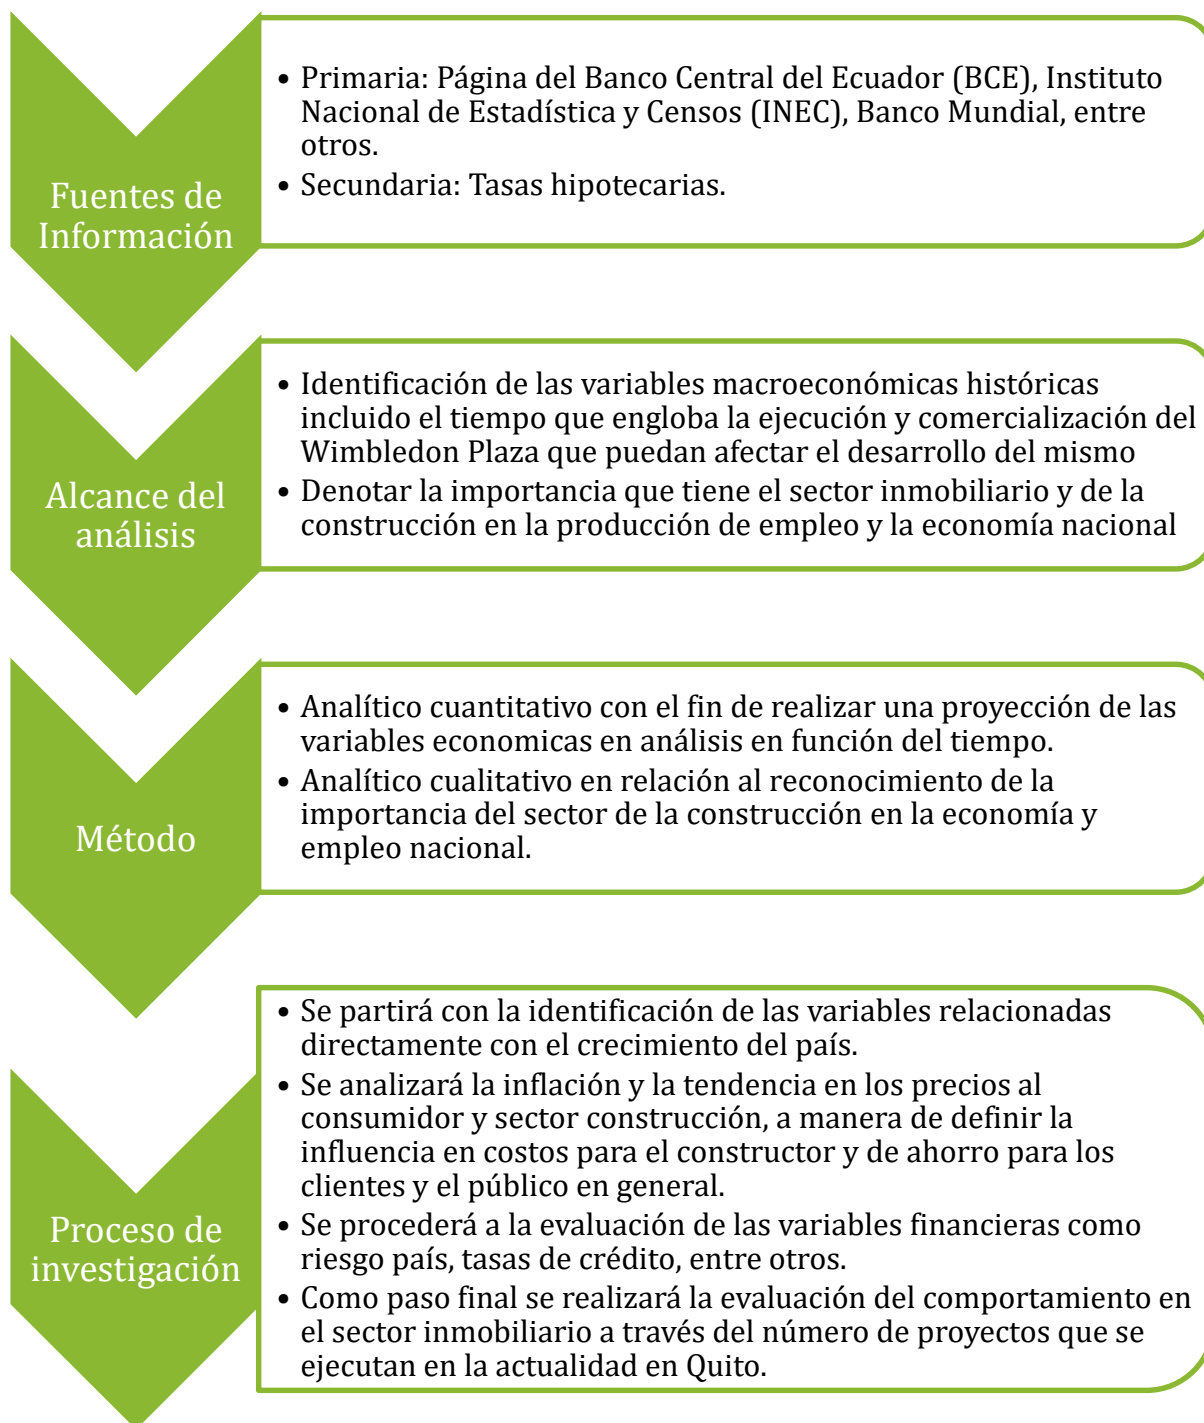 Fuentes de
Información
• Primaria: Página del Banco Central del Ecuador (BCE), Instituto
Nacional de Estadística y Censos (INEC), Banco Mundial, entre
otros.
• Secundaria: Tasas hipotecarias.
Alcance del
análisis
• Identificación de las variables macroeconómicas históricas
incluido el tiempo que engloba la ejecución y comercialización del
Wimbledon Plaza que puedan afectar el desarrollo del mismo
• Denotar la importancia que tiene el sector inmobiliario y de la
construcción en la producción de empleo y la economía nacional
Método
• Analítico cuantitativo con el fin de realizar una proyección de las
variables economicas en análisis en función del tiempo.
• Analítico cualitativo en relación al reconocimiento de la
importancia del sector de la construcción en la economía y
empleo nacional.
Proceso de
investigación
• Se partirá con la identificación de las variables relacionadas
directamente con el crecimiento del país.
• Se analizará la inflación y la tendencia en los precios al
consumidor y sector construcción, a manera de definir la
influencia en costos para el constructor y de ahorro para los
clientes y el público en general.
• Se procederá a la evaluación de las variables financieras como
riesgo país, tasas de crédito, entre otros.
• Como paso final se realizará la evaluación del comportamiento en
el sector inmobiliario a través del número de proyectos que se
ejecutan en la actualidad en Quito.